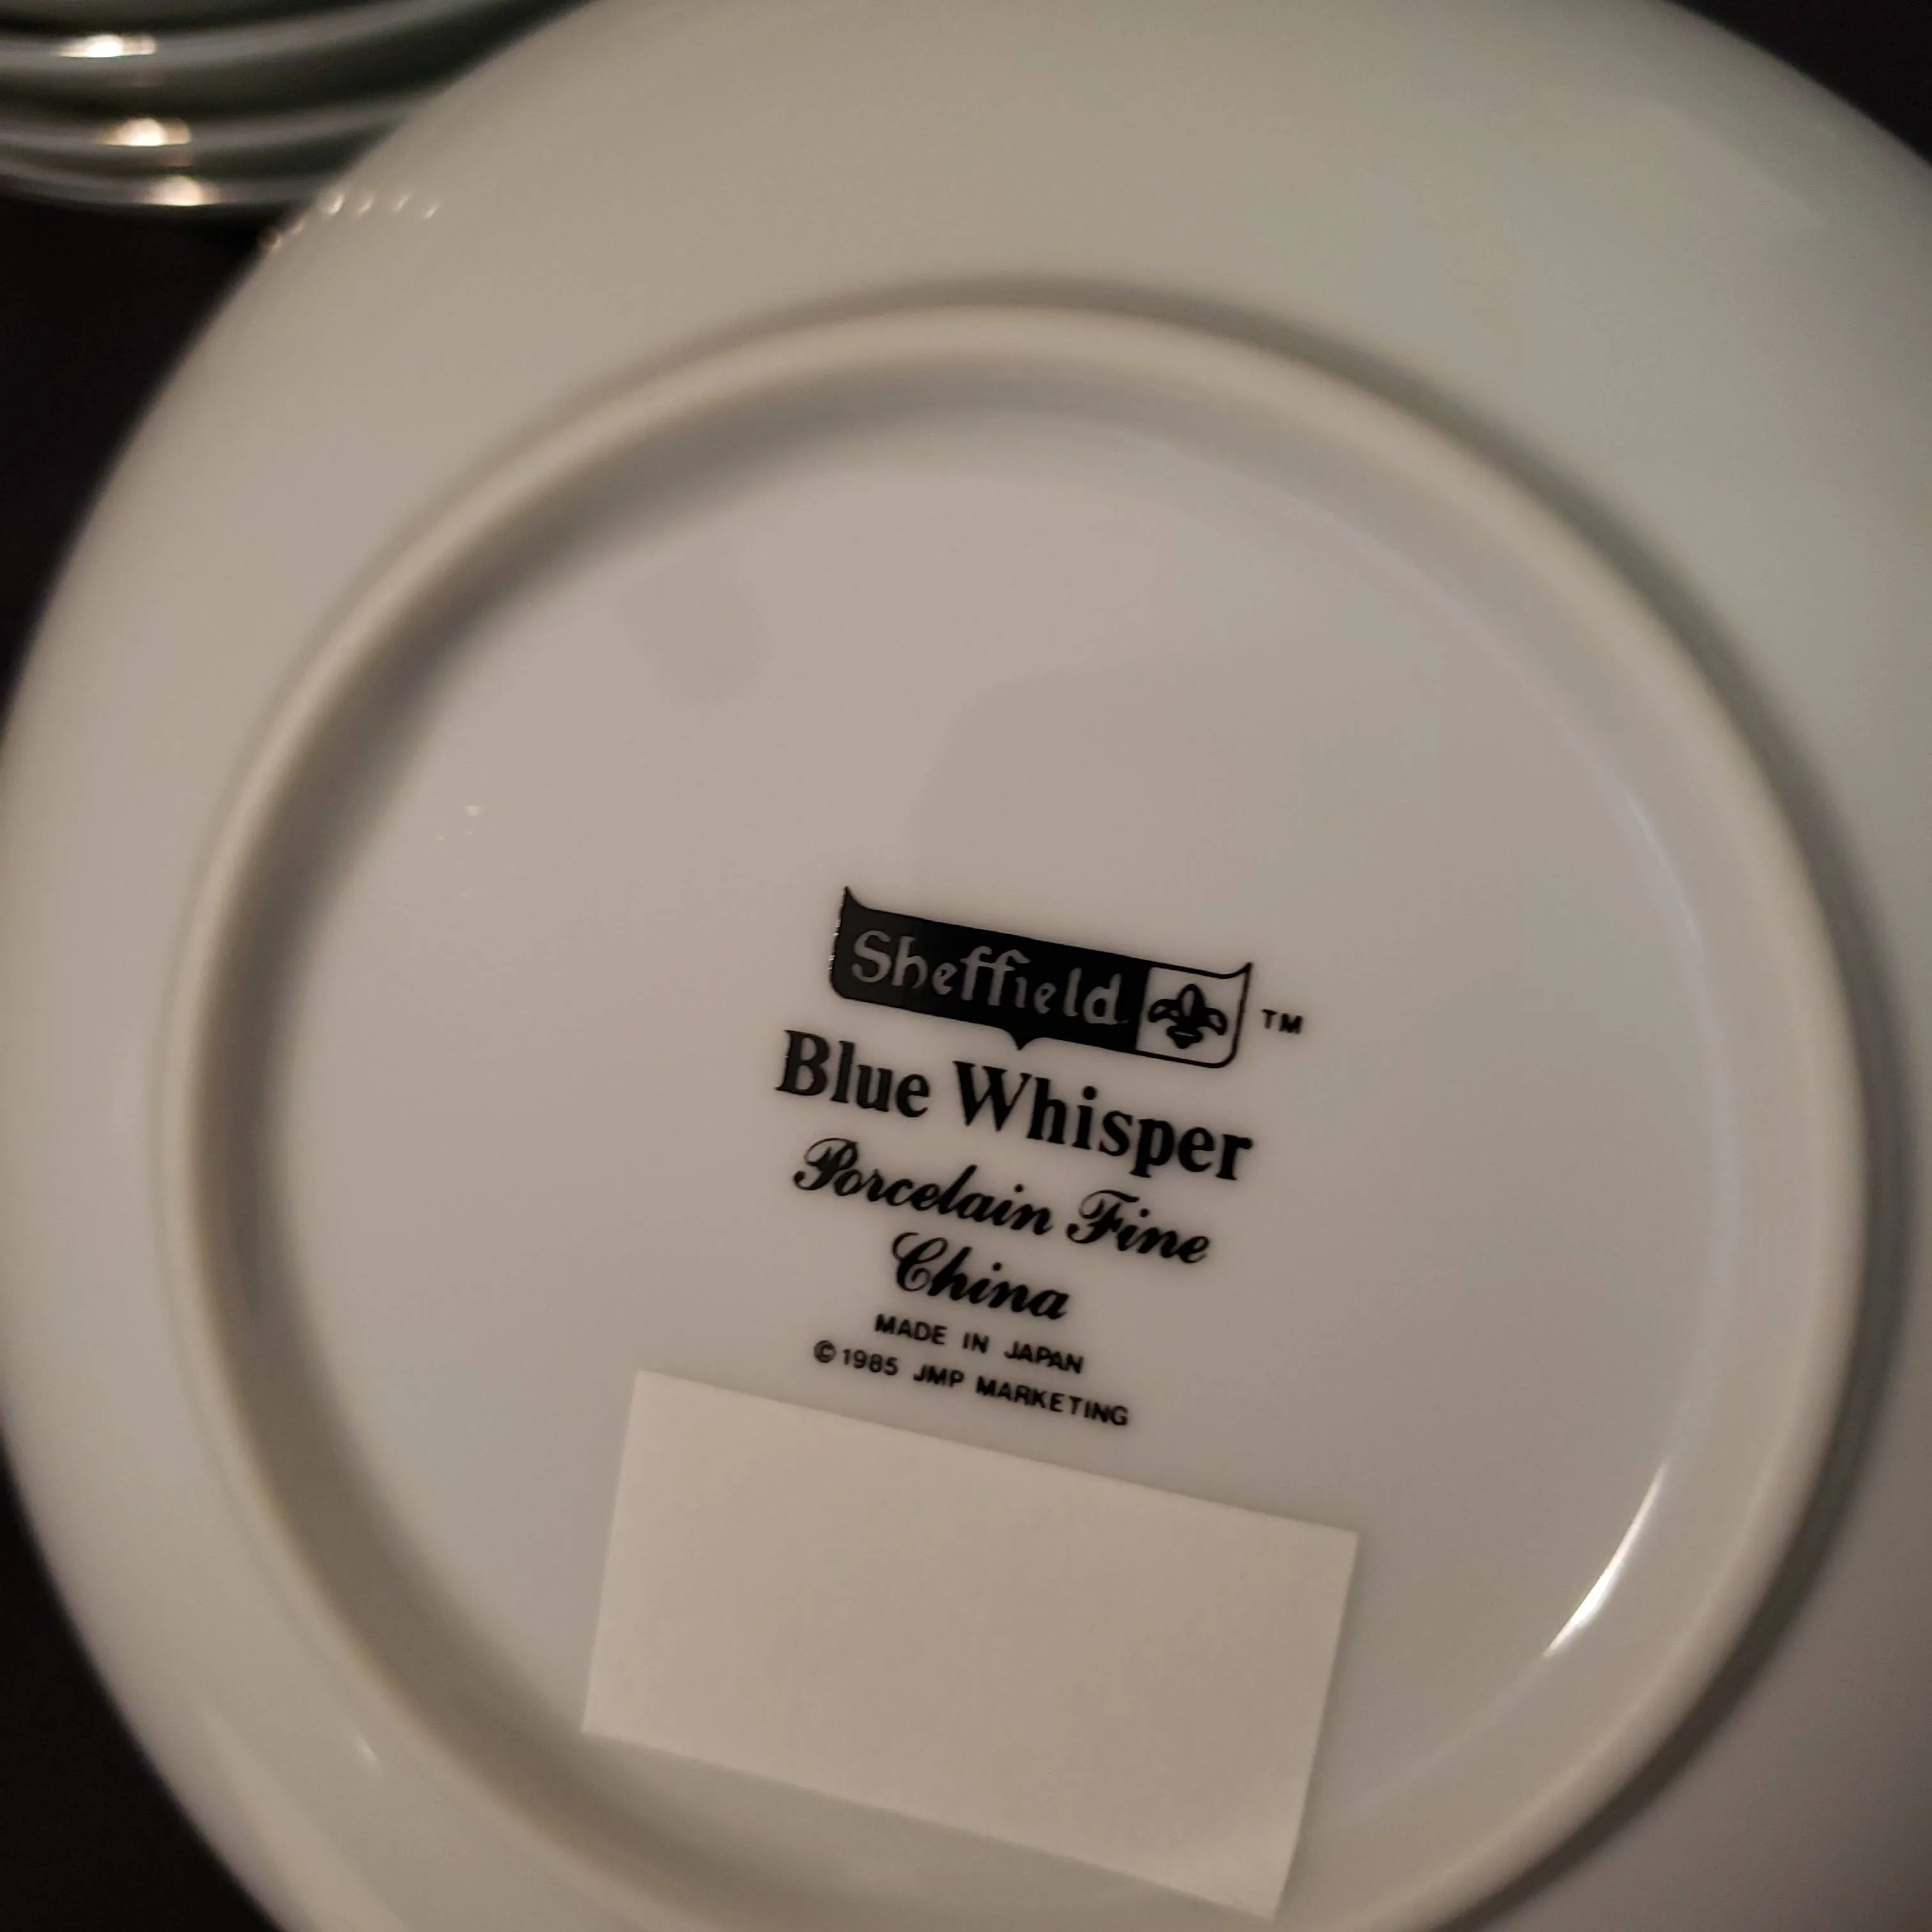 Sheffield TM
Blue Whisper
Porcelain Fine
China
MADE IN JAPAN
©1985 JMP MARKETING